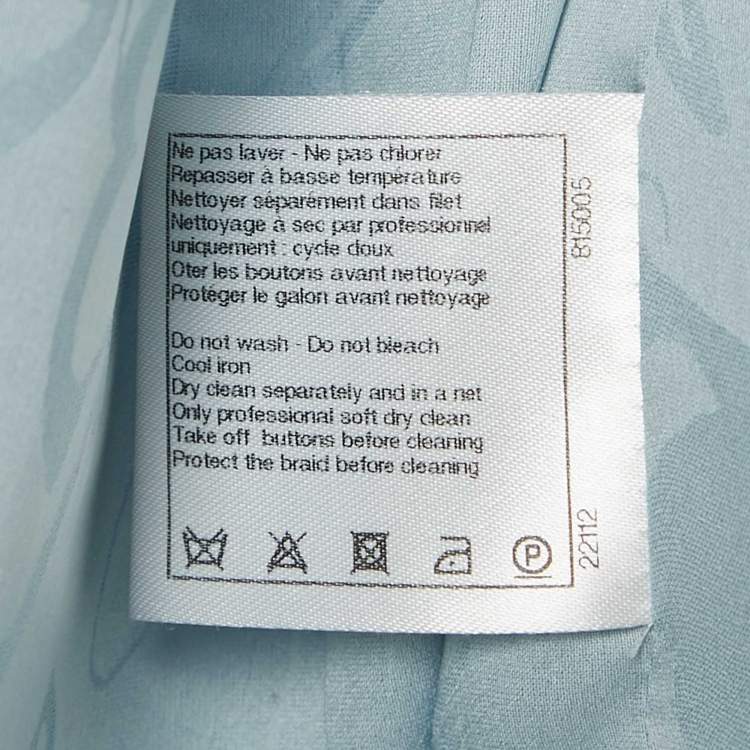 Ne pas laver - Ne pas chlorer
Repasser à basse température
Nettoyer séparément dans filet
Nettoyage à sec par professionnel
uniquement : cycle doux
Oter les boutons avant nettoyage
Protéger le galon avant nettoyage
Do not wash - Do not bleach
Cool iron
Dry clean separately and in a net
Only professional soft dry clean
Take off buttons before cleaning
Protect the braid before cleaning
P
815005
22112